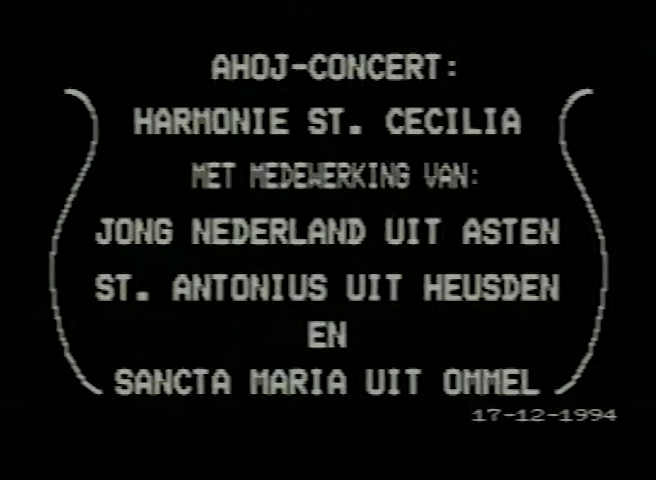 AHOJ-CONCERT:
HARMONIE ST. CECILIA
MET MEDEWERKING VAN:
JONG NEDERLAND UIT ASTEN
ST. ANTONIUS UIT HEUSDEN
EN
SANCTA MARIA UIT OMMEL
17-12-1994